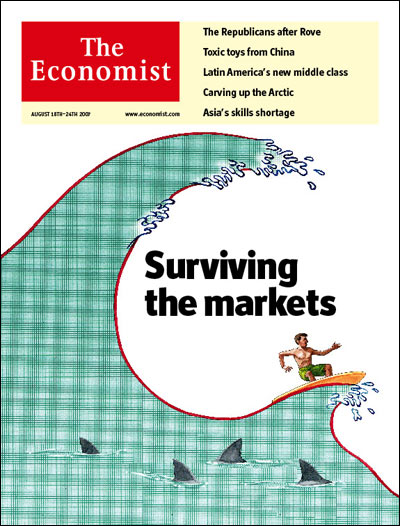 The
Economist
AUGUST 18TH–24TH 2007
www.economist.com
The Republicans after Rove
Toxic toys from China
Latin America's new middle class
Carving up the Arctic
Asia's skills shortage
Surviving
the markets